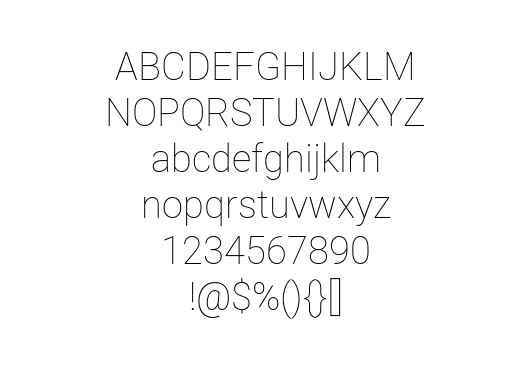 ABCDEFGHIJKLM
NOPQRSTUVWXYZ
abcdefghijklm
nopqrstuvwxyz
1234567890
!@$%(){}[]